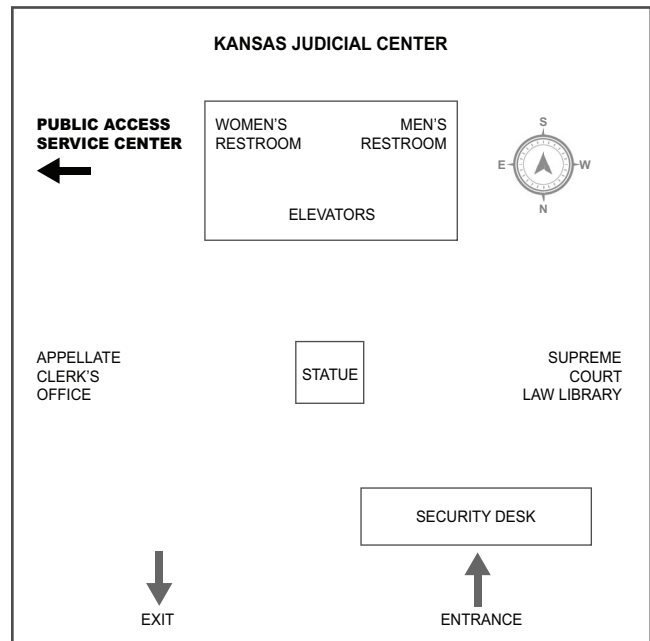 KANSAS JUDICIAL CENTER
PUBLIC ACCESS
SERVICE CENTER
WOMEN'S
RESTROOM
MEN'S
RESTROOM
ELEVATORS
S
E
W
N
APPELLATE
CLERK'S
OFFICE
STATUE
SUPREME
COURT
LAW LIBRARY
SECURITY DESK
EXIT
ENTRANCE